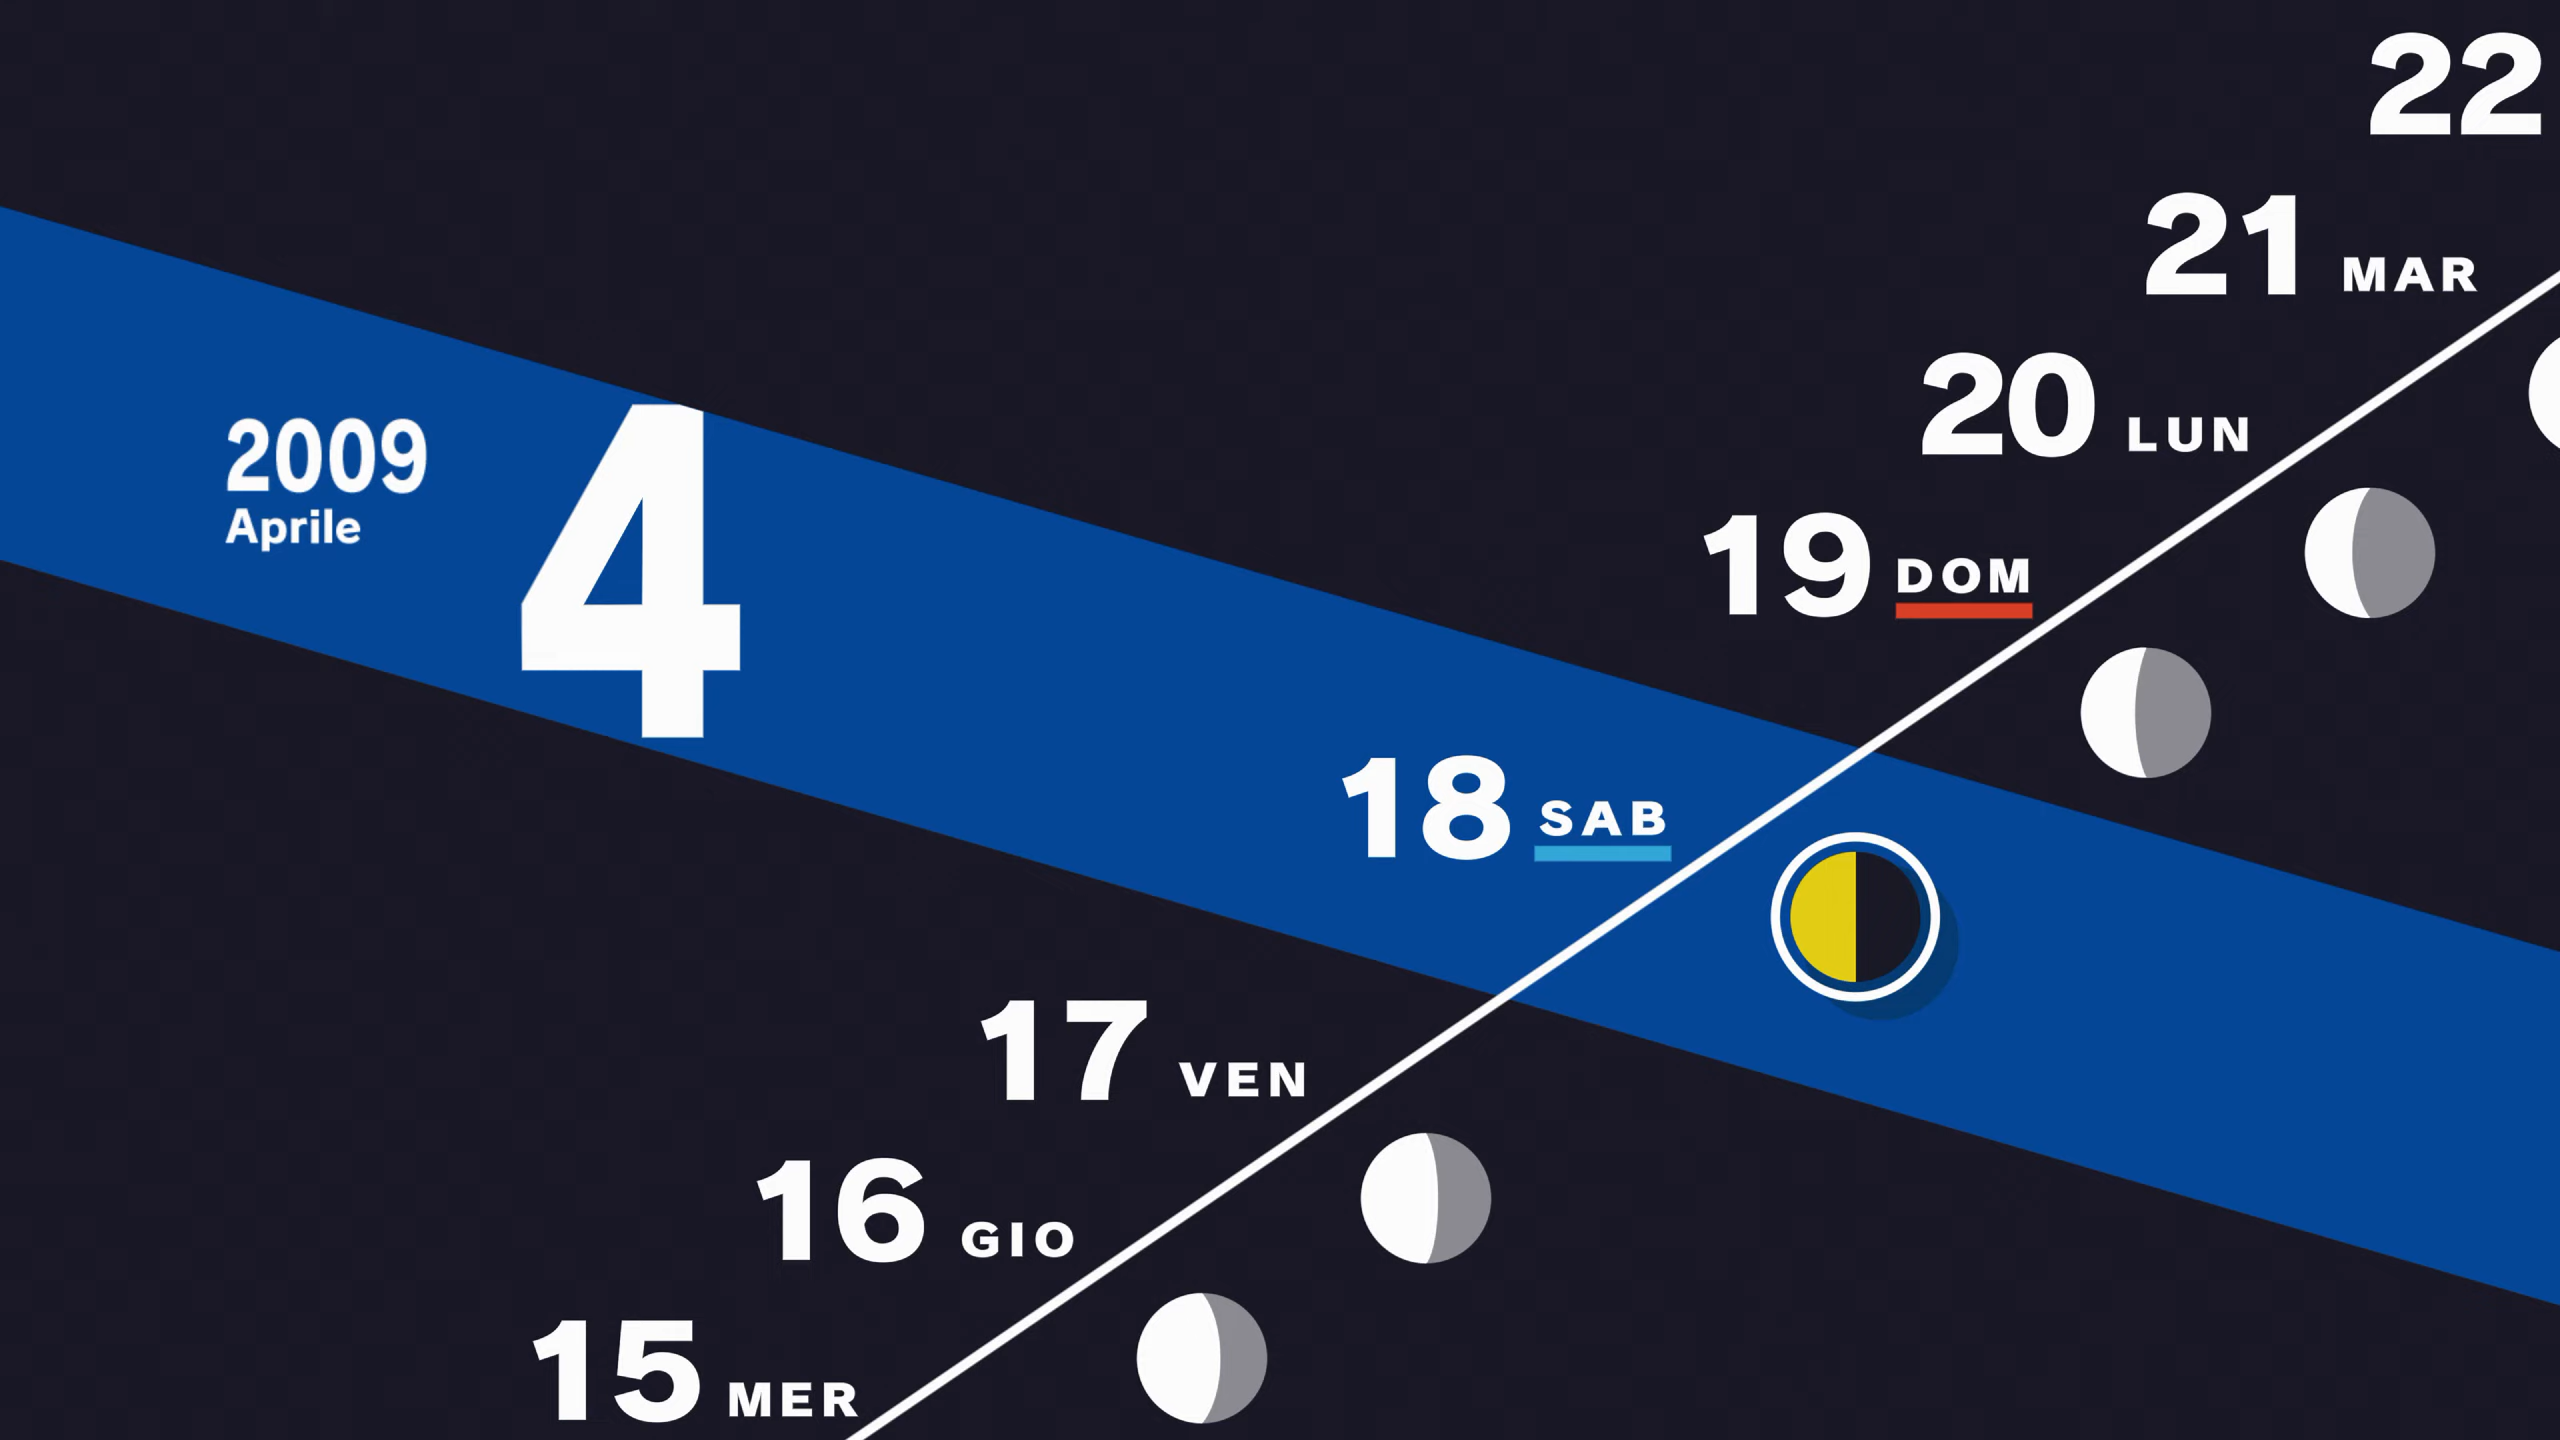 22
21 MAR
20 LUN
2009
Aprile
4
19 DOM
18 SAB
17 VEN
16 GIO
15 MER